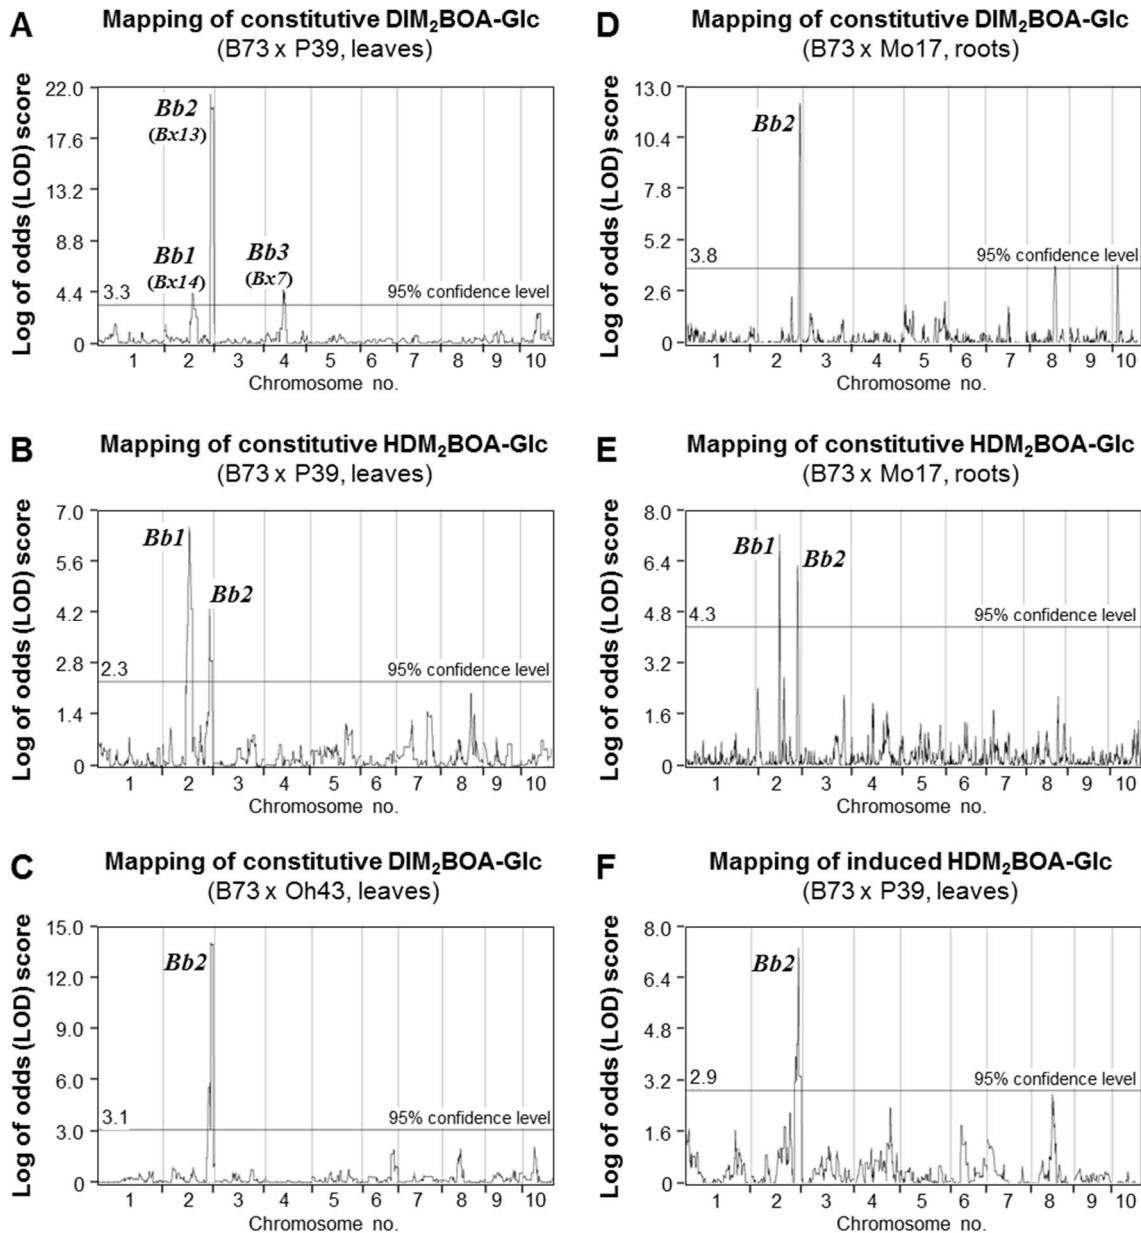 A
Mapping of constitutive DIM₂BOA-Glc
(B73 x P39, leaves)
Log of odds (LOD) score
22.0
17.6
13.2
8.8
4.4
0
Bb2
(Bx13)
Bb1
(Bx14)
Bb3
(Bx7)
3.3
95% confidence level
1 2 3 4 5 6 7 8 9 10
Chromosome no.
B
Mapping of constitutive HDM₂BOA-Glc
(B73 x P39, leaves)
Log of odds (LOD) score
7.0
5.6
4.2
2.8
1.4
0
Bb1
Bb2
2.3
95% confidence level
1 2 3 4 5 6 7 8 9 10
Chromosome no.
C
Mapping of constitutive DIM₂BOA-Glc
(B73 x Oh43, leaves)
Log of odds (LOD) score
15.0
12.0
9.0
6.0
3.0
0
Bb2
3.1
95% confidence level
1 2 3 4 5 6 7 8 9 10
Chromosome no.
D
Mapping of constitutive DIM₂BOA-Glc
(B73 x Mo17, roots)
Log of odds (LOD) score
13.0
10.4
7.8
5.2
2.6
0
Bb2
3.8
95% confidence level
1 2 3 4 5 6 7 8 9 10
Chromosome no.
E
Mapping of constitutive HDM₂BOA-Glc
(B73 x Mo17, roots)
Log of odds (LOD) score
8.0
6.4
4.8
3.2
1.6
0
Bb1
Bb2
4.3
95% confidence level
1 2 3 4 5 6 7 8 9 10
Chromosome no.
F
Mapping of induced HDM₂BOA-Glc
(B73 x P39, leaves)
Log of odds (LOD) score
8.0
6.4
4.8
3.2
1.6
0
Bb2
2.9
95% confidence level
1 2 3 4 5 6 7 8 9 10
Chromosome no.